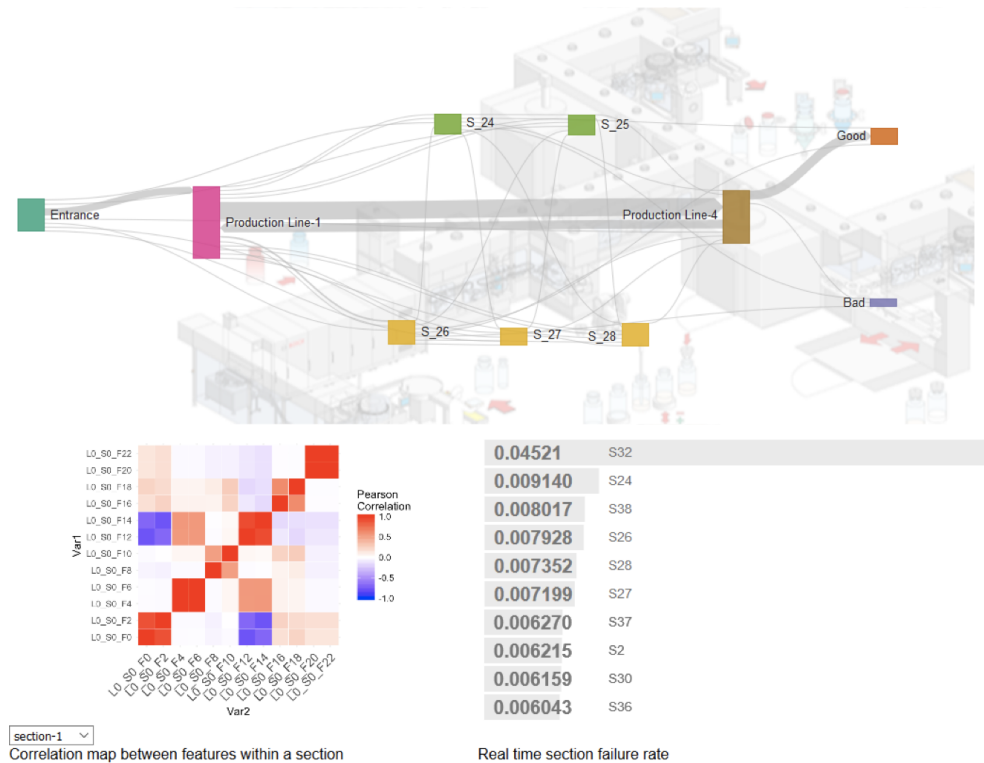 S_24
S_25
Good
Entrance
Production Line-1
Production Line-4
Bad
S_26
S_27
S_28
L0_S0_F22
L0_S0_F20
L0_S0_F18
L0_S0_F16
L0_S0_F14
L0_S0_F12
L0_S0_F10
L0_S0_F8
L0_S0_F6
L0_S0_F4
L0_S0_F2
L0_S0_F0
Var1
L0_S0_F0
L0_S0_F2
L0_S0_F4
L0_S0_F6
L0_S0_F8
L0_S0_F10
L0_S0_F12
L0_S0_F14
L0_S0_F16
L0_S0_F18
L0_S0_F20
L0_S0_F22
Var2
Pearson
Correlation
1.0
0.5
0.0
-0.5
-1.0
0.04521 S32
0.009140 S24
0.008017 S38
0.007928 S26
0.007352 S28
0.007199 S27
0.006270 S37
0.006215 S2
0.006159 S30
0.006043 S36
section-1
Correlation map between features within a section
Real time section failure rate